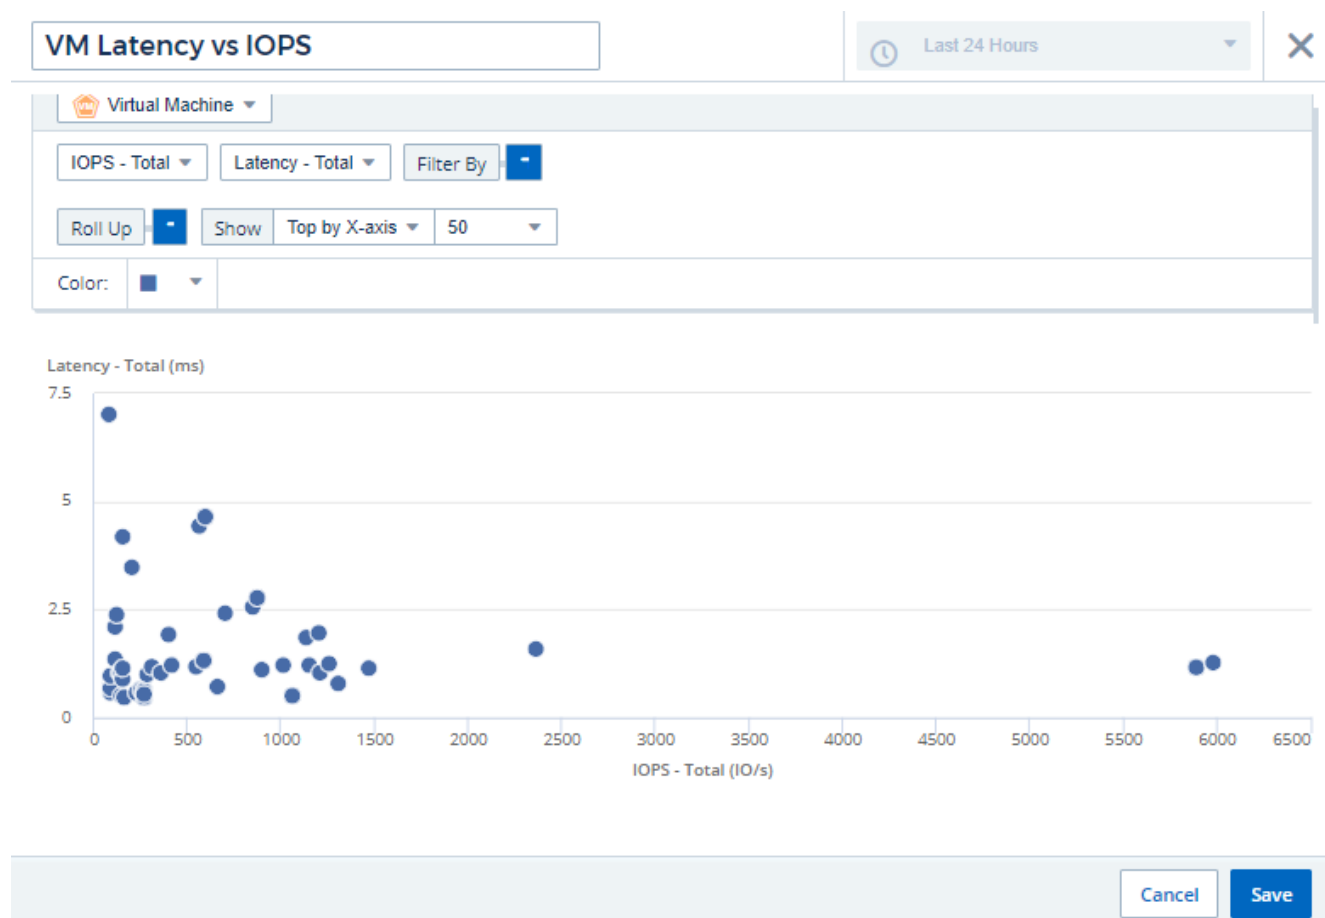 VM Latency vs IOPS
Last 24 Hours
VM Virtual Machine
IOPS - Total Latency - Total Filter By -
Roll Up - Show Top by X-axis 50
Color:
Latency - Total (ms)
7.5
5
2.5
0
0 500 1000 1500 2000 2500 3000 3500 4000 4500 5000 5500 6000 6500
IOPS - Total (IO/s)
Cancel Save